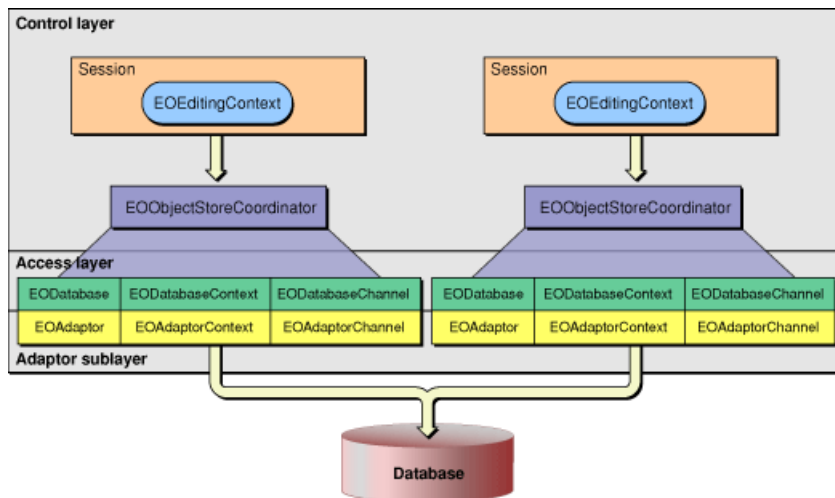 Control layer
Session
Session
EOEditingContext
EOEditingContext
EOObjectStoreCoordinator
EOObjectStoreCoordinator
Access layer
EODatabase EODatabaseContext EODatabaseChannel
EODatabase EODatabaseContext EODatabaseChannel
EOAdaptor EOAdaptorContext EOAdaptorChannel
EOAdaptor EOAdaptorContext EOAdaptorChannel
Adaptor sublayer
Database